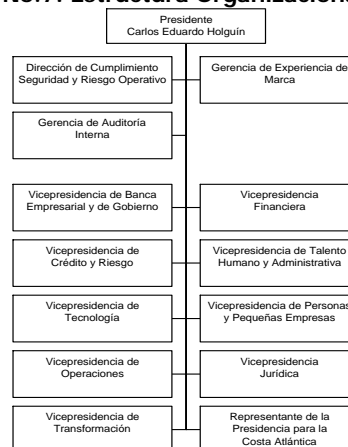 Estructura Organizaciona
Presidente
Carlos Eduardo Holguín
Dirección de Cumplimiento
Seguridad y Riesgo Operativo
Gerencia de Experiencia de
Marca
Gerencia de Auditoría
Interna
Vicepresidencia de Banca
Empresarial y de Gobierno
Vicepresidencia
Financiera
Vicepresidencia de
Crédito y Riesgo
Vicepresidencia de Talento
Humano y Administrativa
Vicepresidencia de
Tecnología
Vicepresidencia de Personas
y Pequeñas Empresas
Vicepresidencia de
Operaciones
Vicepresidencia
Jurídica
Vicepresidencia de
Transformación
Representante de la
Presidencia para la
Costa Atlántica